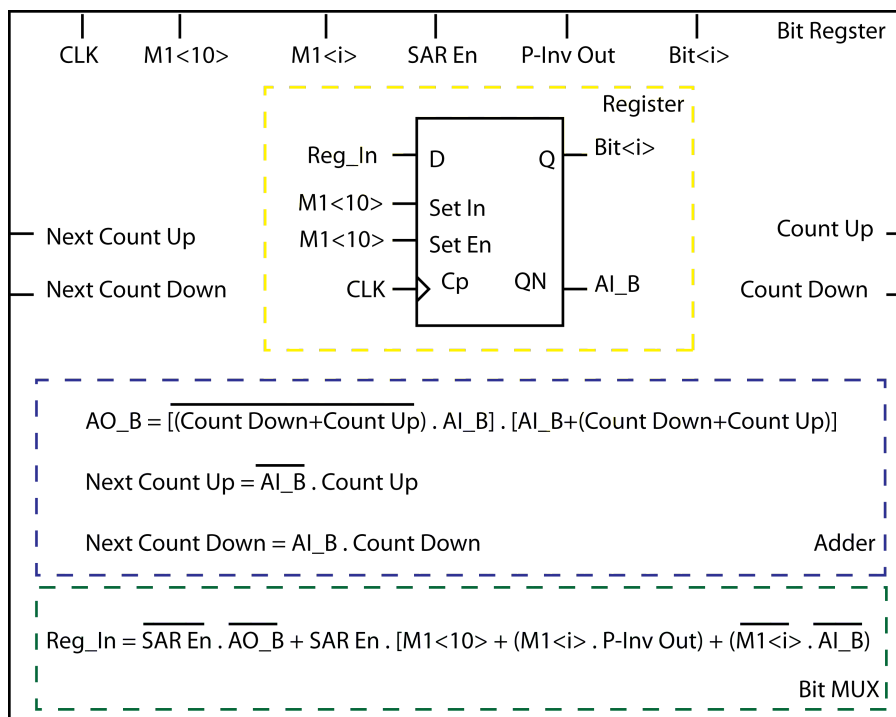 Bit Regster
CLK M1<10> M1<i> SAR En P-Inv Out Bit<i>
Register
Reg_In D Q Bit<i>
M1<10> Set In
M1<10> Set En
CLK Cp QN AI_B
Next Count Up
Next Count Down
Count Up
Count Down
AO_B = [(Count Down+Count Up) . AI_B] . [AI_B+(Count Down+Count Up)]
Next Count Up = AI_B . Count Up
Next Count Down = AI_B . Count Down
Adder
Reg_In = SAR En . AO_B + SAR En . [M1<10> + (M1<i> . P-Inv Out) + (M1<i> . AI_B)
Bit MUX